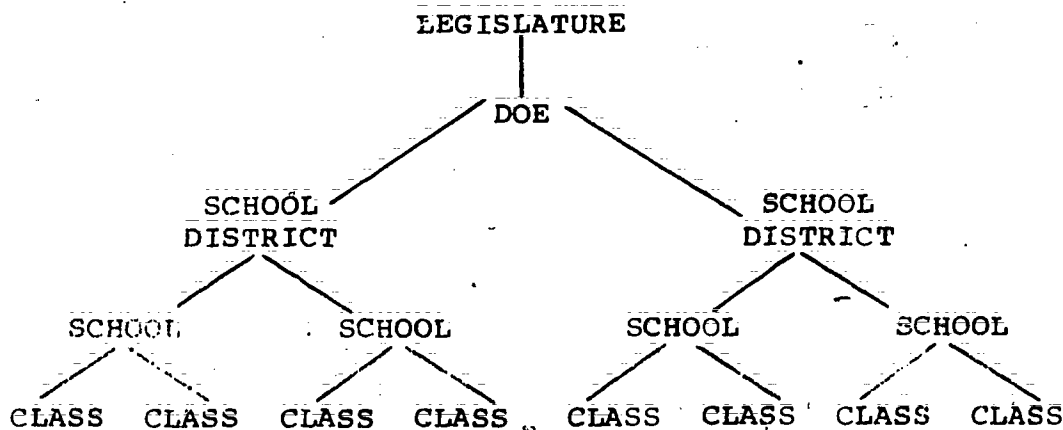 LEGISLATURE
DOE
SCHOOL SCHOOL
DISTRICT DISTRICT
SCHOOL SCHOOL SCHOOL SCHOOL
CLASS CLASS CLASS CLASS CLASS CLASS CLASS CLASS